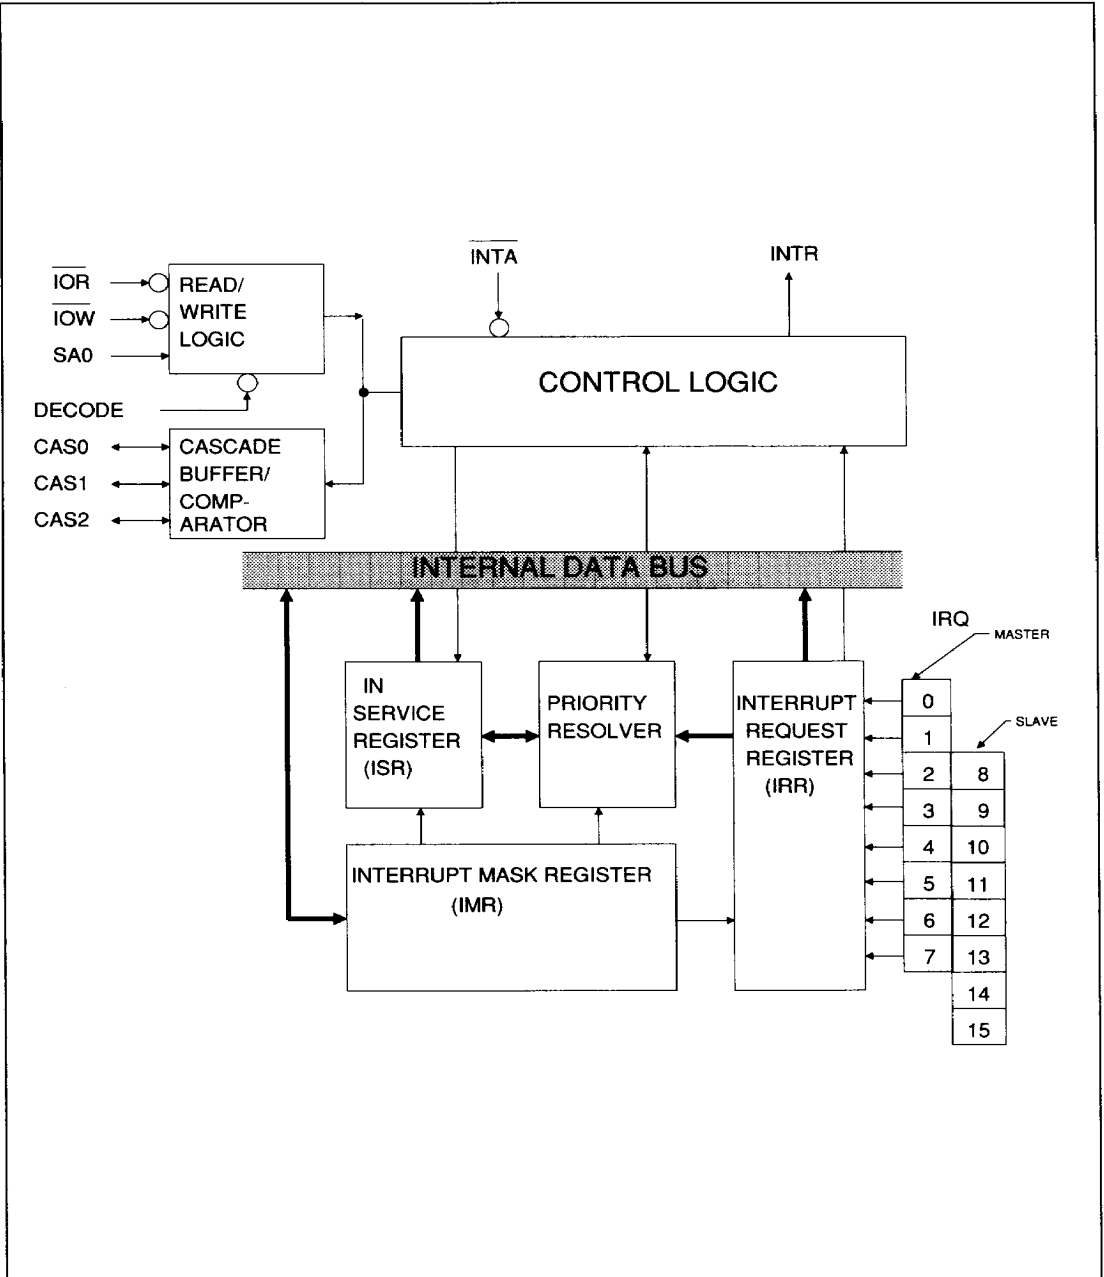 INTA
INTR
IOR
IOW
SA0
DECODE
READ/
WRITE
LOGIC
CONTROL LOGIC
CAS0
CAS1
CAS2
CASCADE
BUFFER/
COMP-
ARATOR
INTERNAL DATA BUS
IRQ
MASTER
SLAVE
IN
SERVICE
REGISTER
(ISR)
PRIORITY
RESOLVER
INTERRUPT
REQUEST
REGISTER
(IRR)
INTERRUPT MASK REGISTER
(IMR)
0
1
2 8
3 9
4 10
5 11
6 12
7 13
14
15